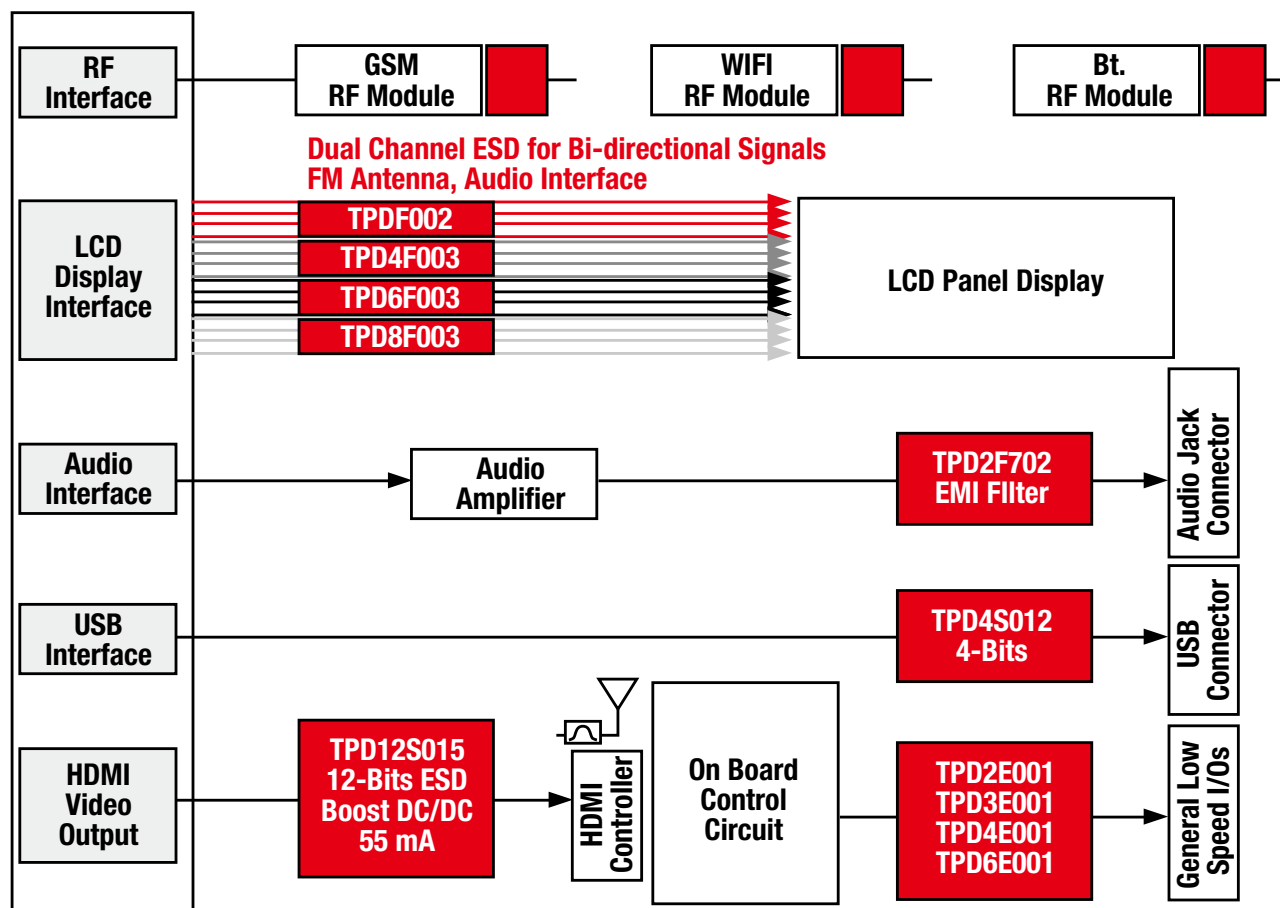 RF
Interface
GSM
RF Module
WIFI
RF Module
Bt.
RF Module
Dual Channel ESD for Bi-directional Signals
FM Antenna, Audio Interface
LCD
Display
Interface
TPDF002
TPD4F003
TPD6F003
TPD8F003
LCD Panel Display
Audio
Interface
Audio
Amplifier
TPD2F702
EMI FIlter
Audio Jack
Connector
USB
Interface
TPD4S012
4-Bits
USB
Connector
HDMI
Video
Output
TPD12S015
12-Bits ESD
Boost DC/DC
55 mA
HDMI
Controller
On Board
Control
Circuit
TPD2E001
TPD3E001
TPD4E001
TPD6E001
General Low
Speed I/Os